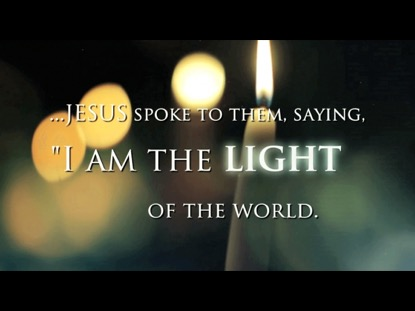 ...JESUS SPOKE TO THEM, SAYING,
"I AM THE LIGHT
OF THE WORLD.